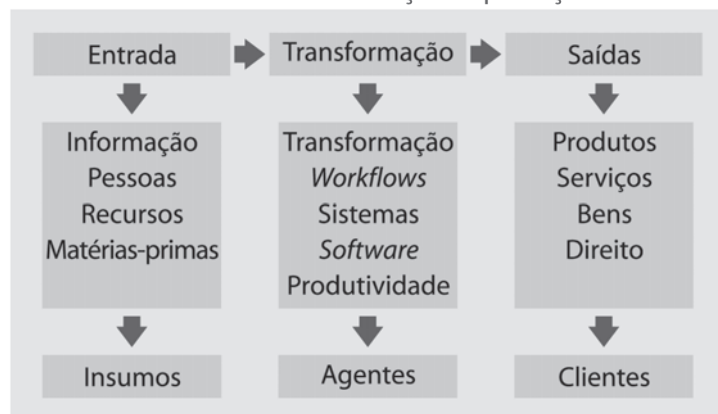 Entrada
Transformação
Saídas
Informação
Pessoas
Recursos
Matérias-primas
Transformação
Workflows
Sistemas
Software
Produtividade
Produtos
Serviços
Bens
Direito
Insumos
Agentes
Clientes